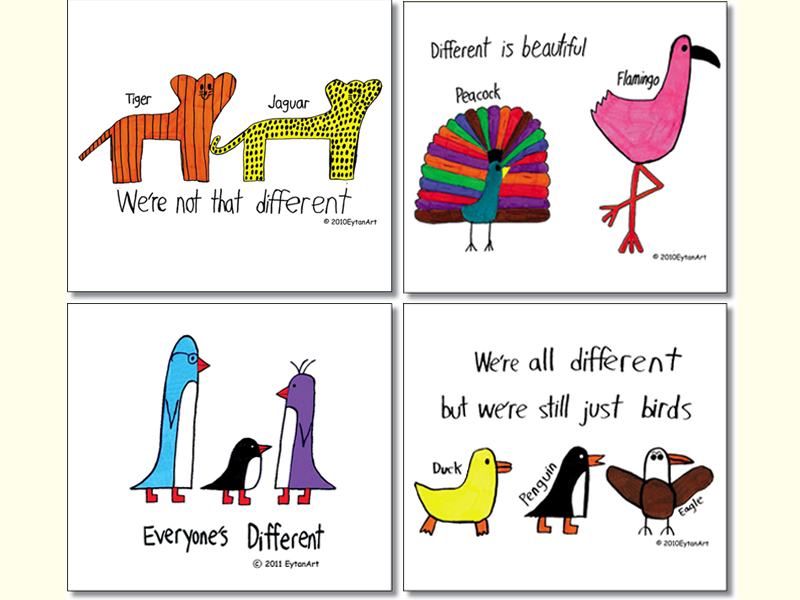 Tiger
Jaguar
We're not that different
© 2010EytanArt
Different is beautiful
Peacock
Flamingo
© 2010EytanArt
Everyone's Different
© 2011 EytanArt
We're all different
but we're still just birds
Duck
Penguin
Eagle
© 2010EytanArt